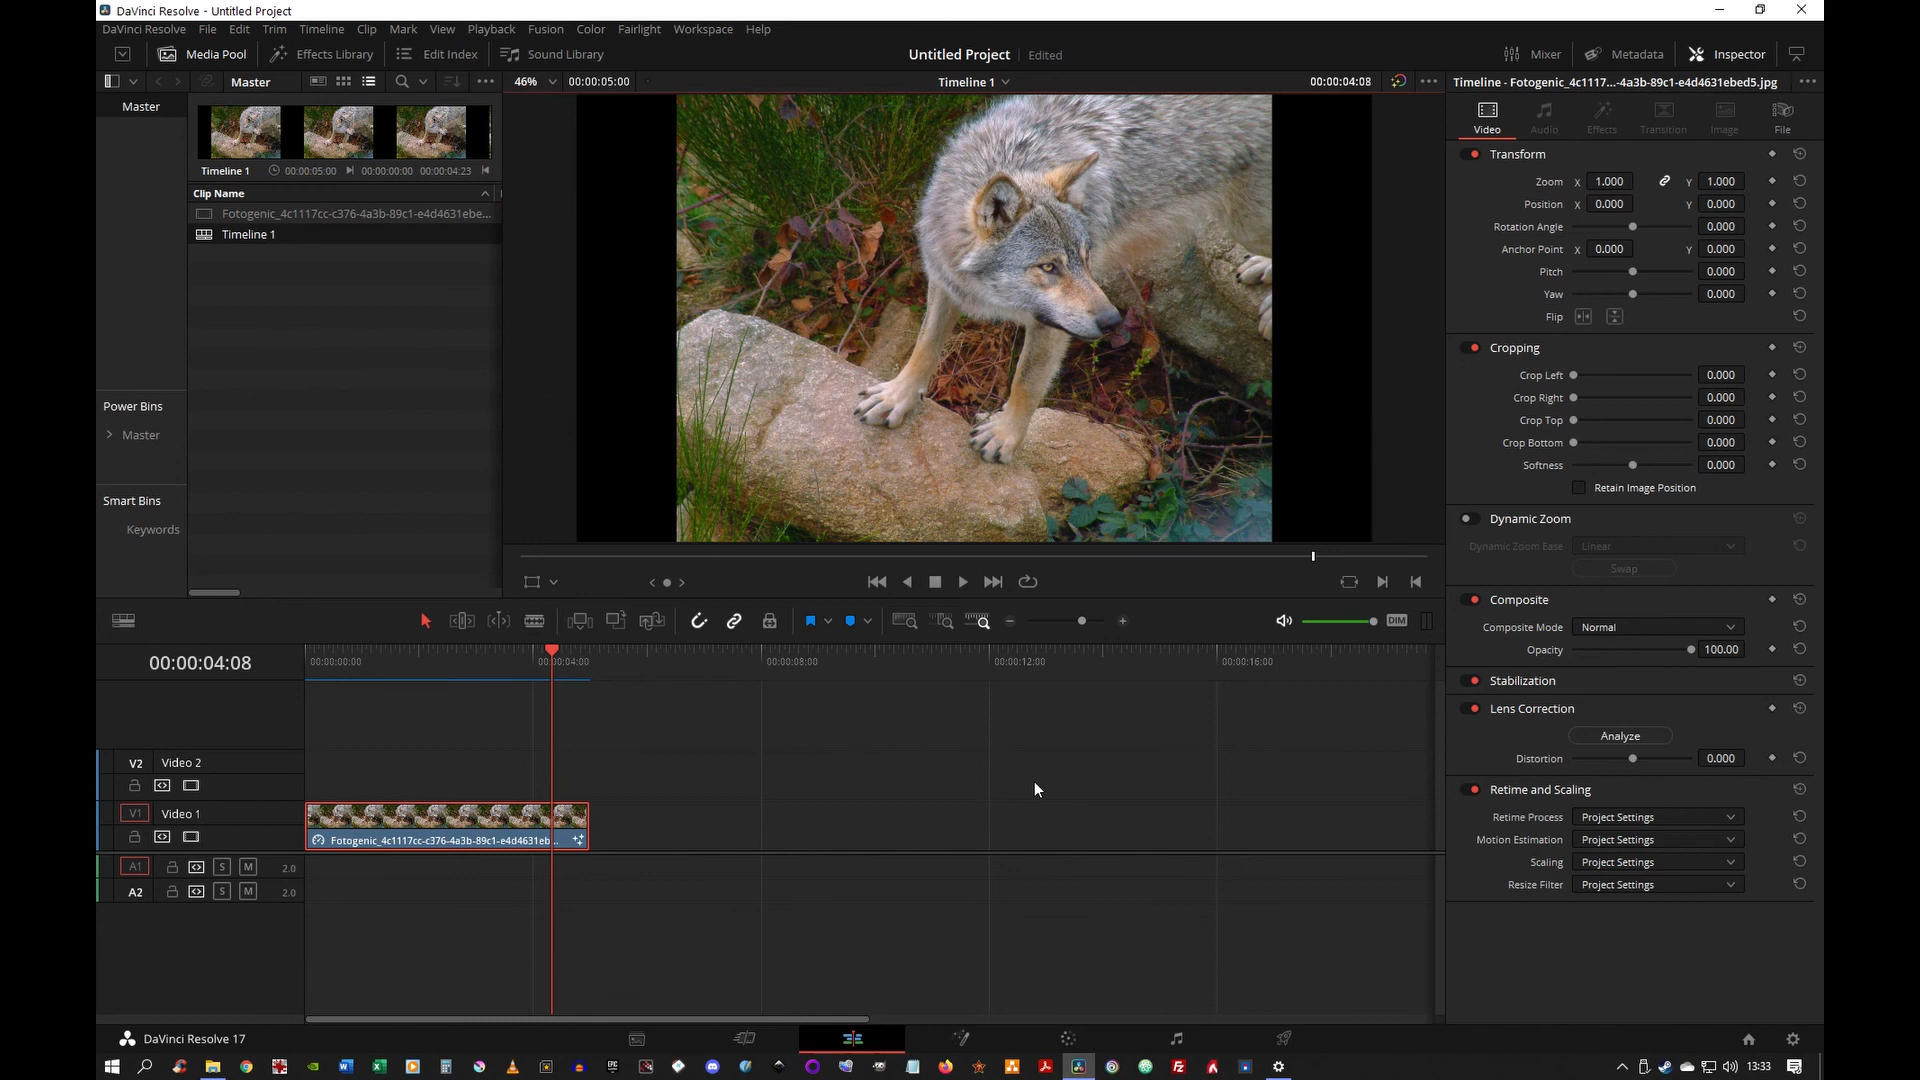 DaVinci Resolve - Untitled Project
DaVinci Resolve File Edit Trim Timeline Clip Mark View Playback Fusion Color Fairlight Workspace Help
Media Pool Effects Library Edit Index Sound Library Untitled Project Edited Mixer Metadata Inspector
Master 46% 00:00:05:00 Timeline 1 00:00:04:08 Timeline - Fotogenic_4c1117...-4a3b-89c1-e4d4631ebed5.jpg
Master
Video Audio Effects Transition Image File
Transform
Timeline 1 00:00:05:00 00:00:00:00 00:00:04:23
Zoom X 1.000 Y 1.000
Clip Name
Position X 0.000 Y 0.000
Fotogenic_4c1117cc-c376-4a3b-89c1-e4d4631ebe...
Rotation Angle 0.000
Timeline 1
Anchor Point X 0.000 Y 0.000
Pitch 0.000
Yaw 0.000
Flip
Cropping
Crop Left 0.000
Crop Right 0.000
Power Bins
Crop Top 0.000
Master
Crop Bottom 0.000
Softness 0.000
Retain Image Position
Smart Bins
Dynamic Zoom
Keywords
Dynamic Zoom Ease Linear
Swap
Composite
Composite Mode Normal
DIM
Opacity 100.00
00:00:04:08 00:00:00:00 00:00:04:00 00:00:08:00 00:00:12:00 00:00:16:00
Stabilization
Lens Correction
Analyze
Distortion 0.000
V2 Video 2
Retime and Scaling
V1 Video 1
Retime Process Project Settings
Fotogenic_4c1117cc-c376-4a3b-89c1-e4d4631eb...
Motion Estimation Project Settings
Scaling Project Settings
A1 S M 2.0
Resize Filter Project Settings
A2 S M 2.0
DaVinci Resolve 17
13:33